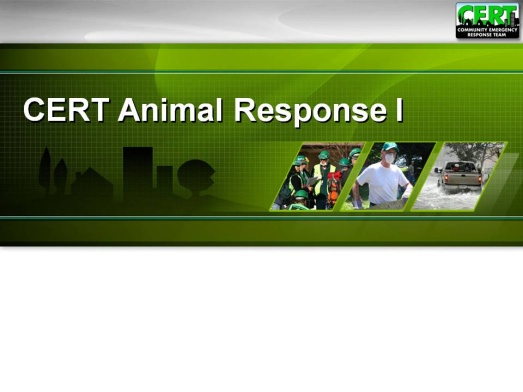 CERT
COMMUNITY EMERGENCY
RESPONSE TEAM
CERT Animal Response I